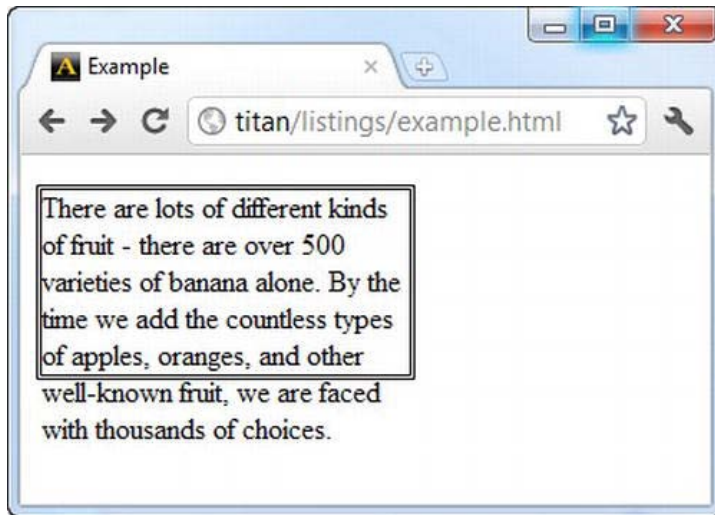 Example
titan/listings/example.html
There are lots of different kinds
of fruit - there are over 500
varieties of banana alone. By the
time we add the countless types
of apples, oranges, and other
well-known fruit, we are faced
with thousands of choices.